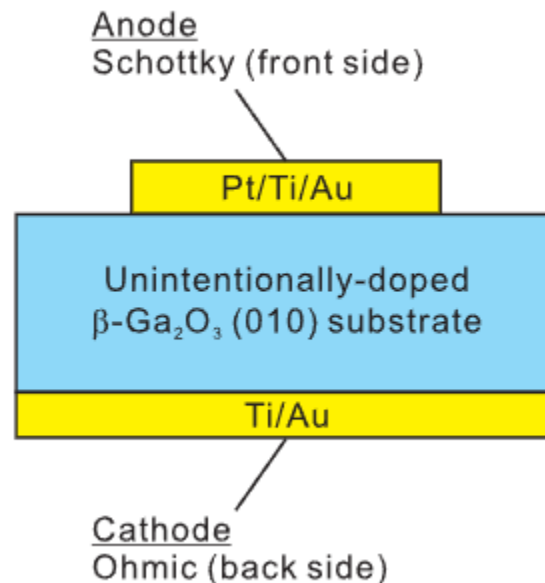 Anode
Schottky (front side)
Pt/Ti/Au
Unintentionally-doped
β-Ga₂O₃ (010) substrate
Ti/Au
Cathode
Ohmic (back side)